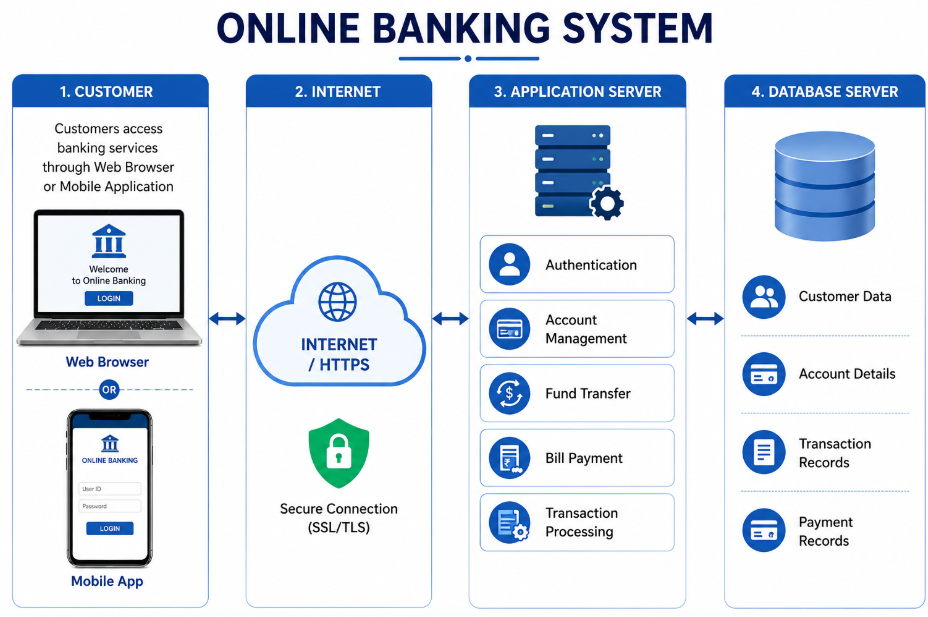 ONLINE BANKING SYSTEM
1. CUSTOMER
Customers access
banking services
through Web Browser
or Mobile Application
Welcome
to Online Banking
LOGIN
Web Browser
OR
ONLINE BANKING
User ID
Password
LOGIN
Mobile App
2. INTERNET
INTERNET
/ HTTPS
Secure Connection
(SSL/TLS)
3. APPLICATION SERVER
Authentication
Account
Management
$
Fund Transfer
₹
Bill Payment
Transaction
Processing
4. DATABASE SERVER
Customer Data
Account Details
Transaction
Records
Payment
Records